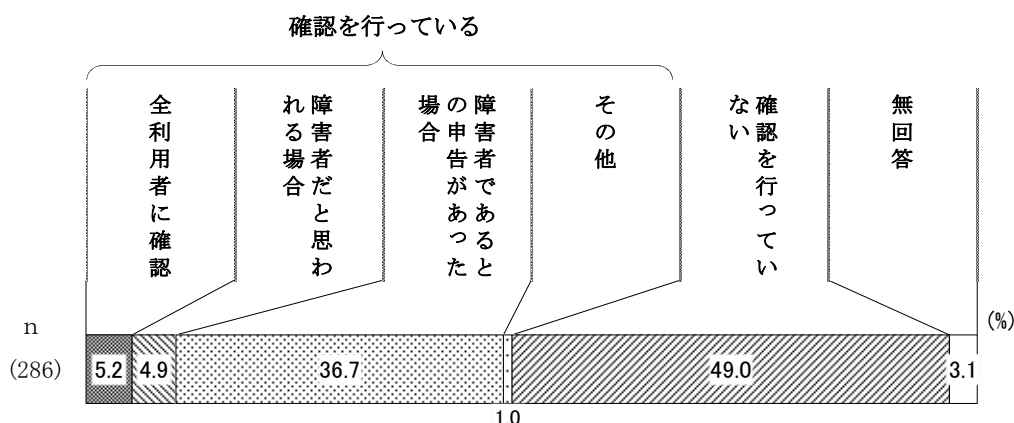 確認を行っている
全利用者に確認
障害者だと思わ
れる場合
障害者であると
の申告があった
場合
その他
確認を行ってい
ない
無回答
(%)
n
(286)
5.2
4.9
36.7
1.0
49.0
3.1